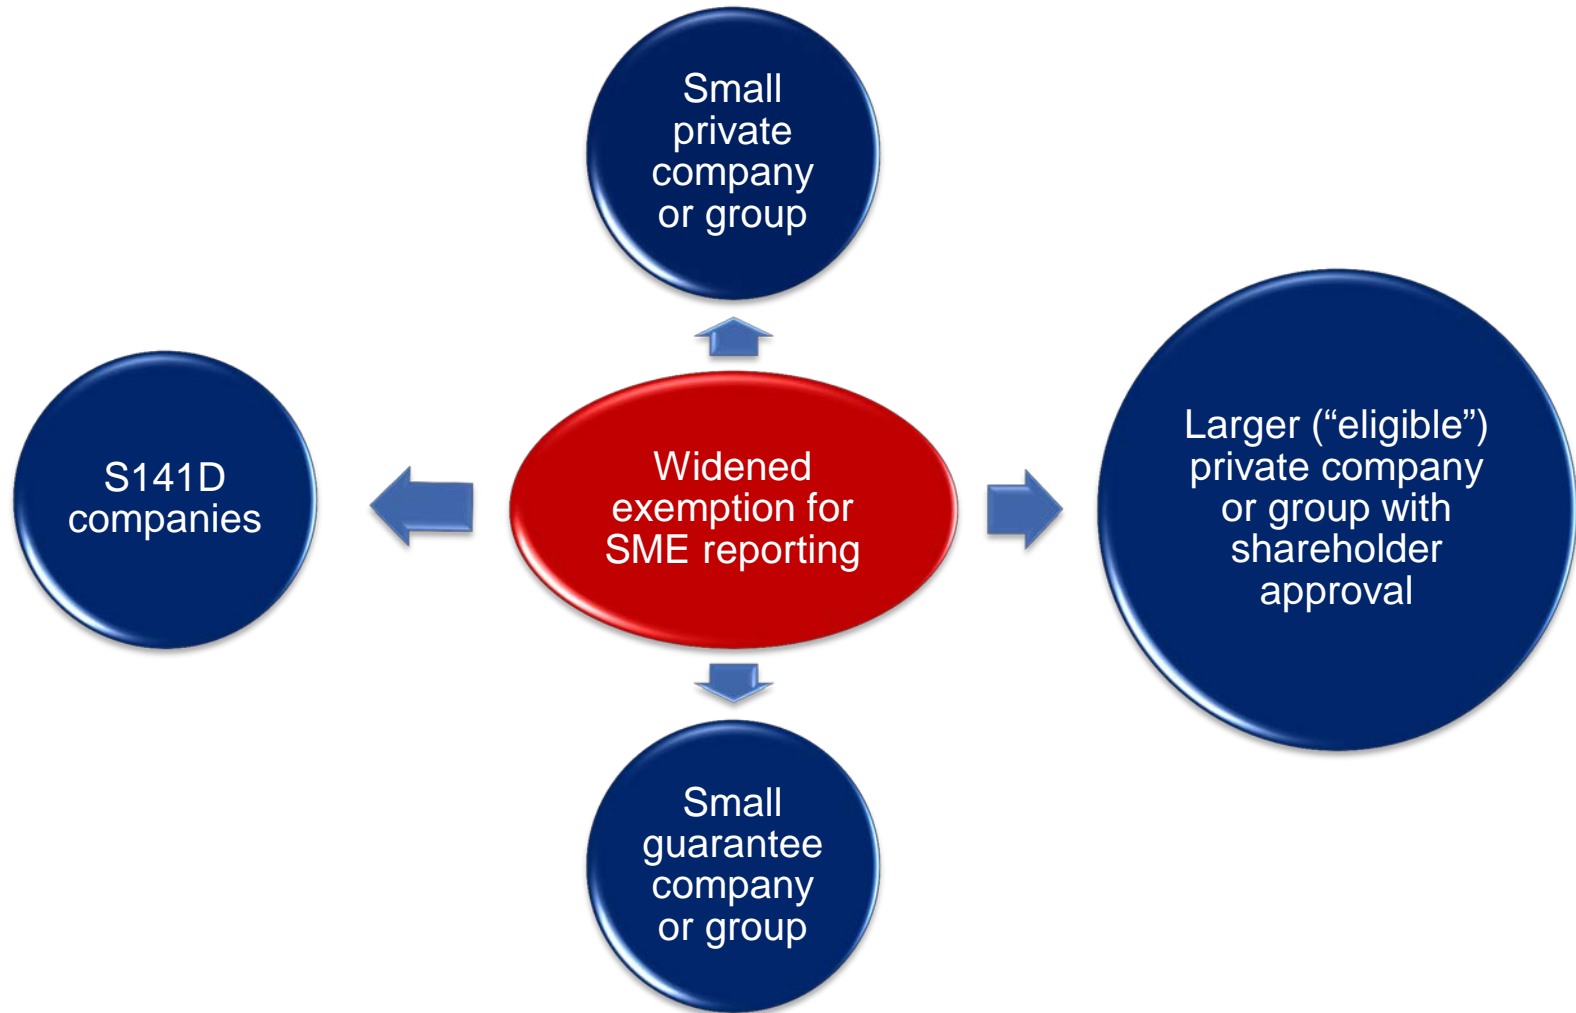 Small
private
company
or group
S141D
companies
Widened
exemption for
SME reporting
Larger (“eligible”)
private company
or group with
shareholder
approval
Small
guarantee
company
or group